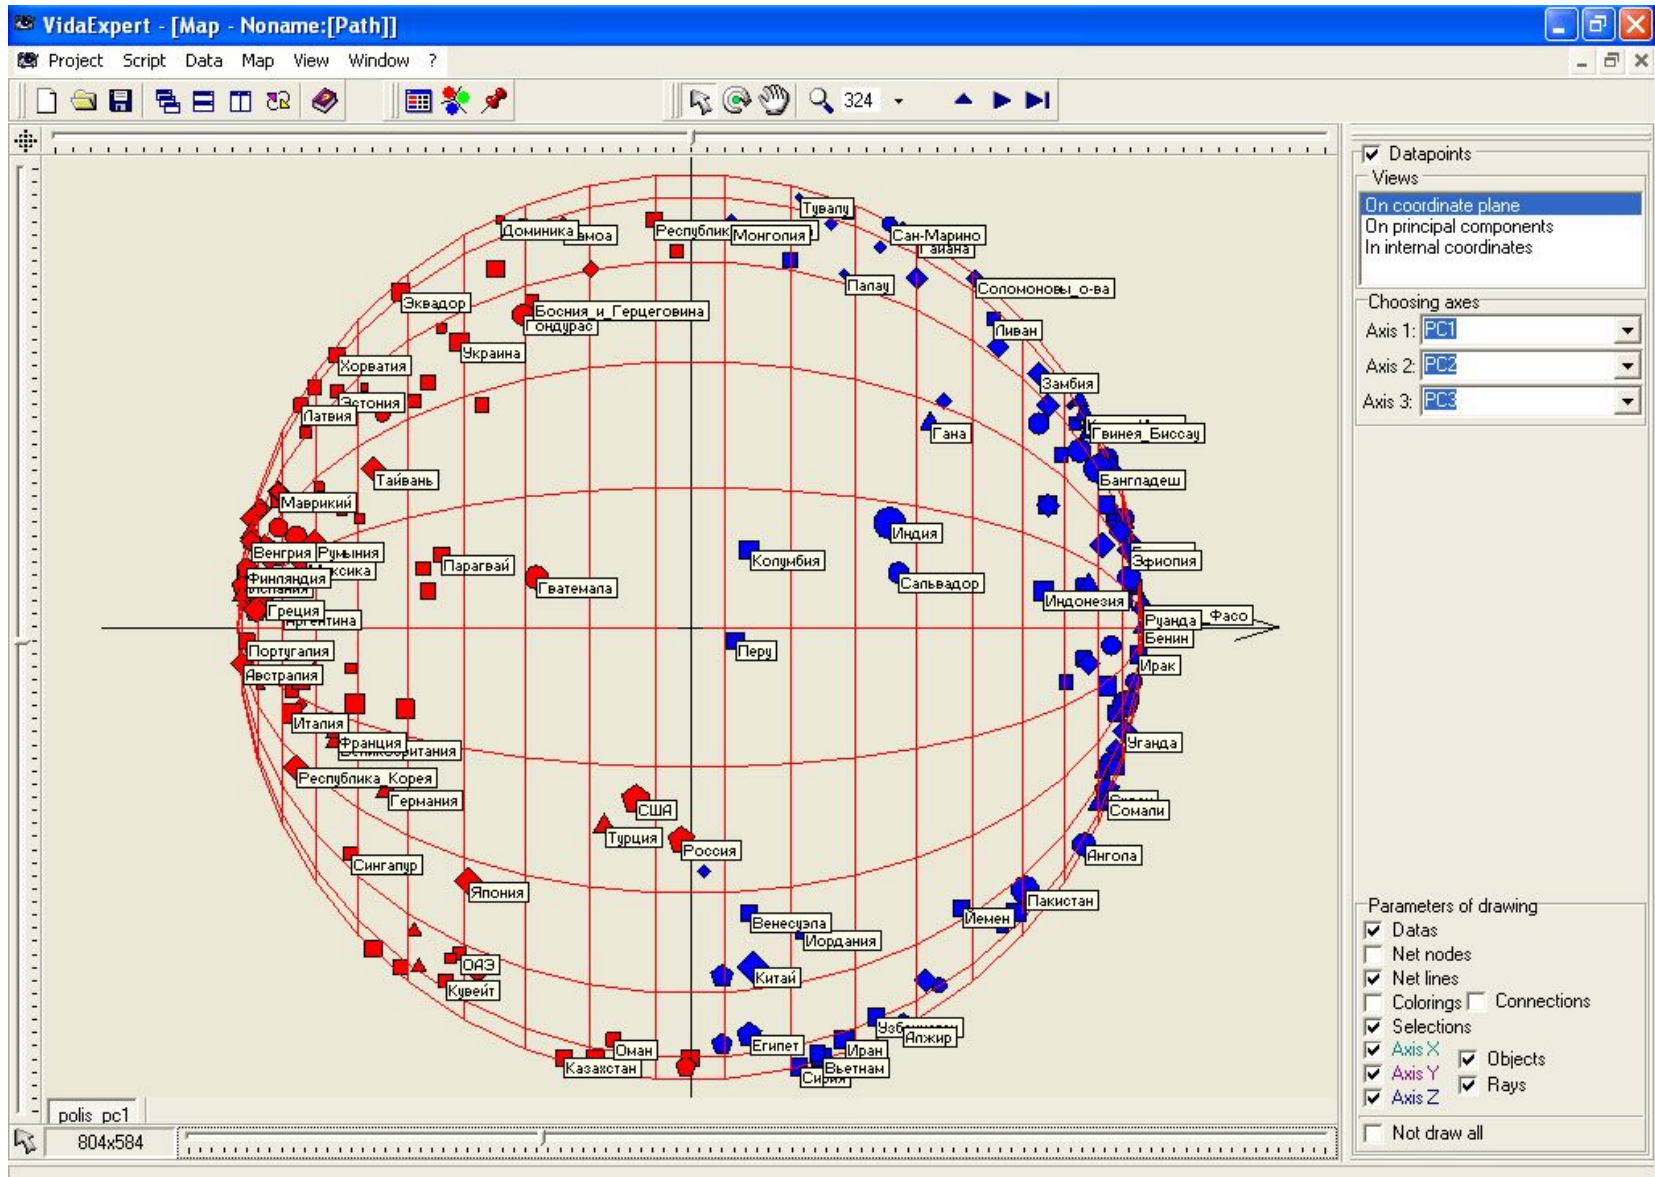 VidaExpert - [Map - Noname:[Path]]
Project Script Data Map View Window ?
324
Datapoints
Views
On coordinate plane
On principal components
In internal coordinates
Choosing axes
Axis 1: PC1
Axis 2: PC2
Axis 3: PC3
Тувалу
Доминика
Республик
Монголия
Сан-Марино
Палау
Соломоновы_о-ва
Эквадор
Босния_и_Герцеговина
Гондурас
Ливан
Украина
Хорватия
Замбия
Эстония
Латвия
Гана
Гвинея_Биссау
Тайвань
Бангладеш
Маврикий
Индия
Венгрия
Румыния
Колумбия
Эфиопия
Парагвай
Финляндия
Гватемала
Сальвадор
Индонезия
Греция
Руанда
_Фасо
Бенин
Португалия
Перу
Ирак
Австралия
Италия
Франция
Уганда
Республика_Корея
Германия
США
Сомали
Турция
Россия
Ангола
Сингапур
Япония
Пакистан
Венесуэла
Йемен
Иордания
ОАЭ
Китай
Кувейт
Алжир
Оман
Египет
Иран
Казахстан
Вьетнам
polis_pc1
804x584
Parameters of drawing
Datas
Net nodes
Net lines
Colorings Connections
Selections
Axis X
Objects
Axis Y
Rays
Axis Z
Not draw all